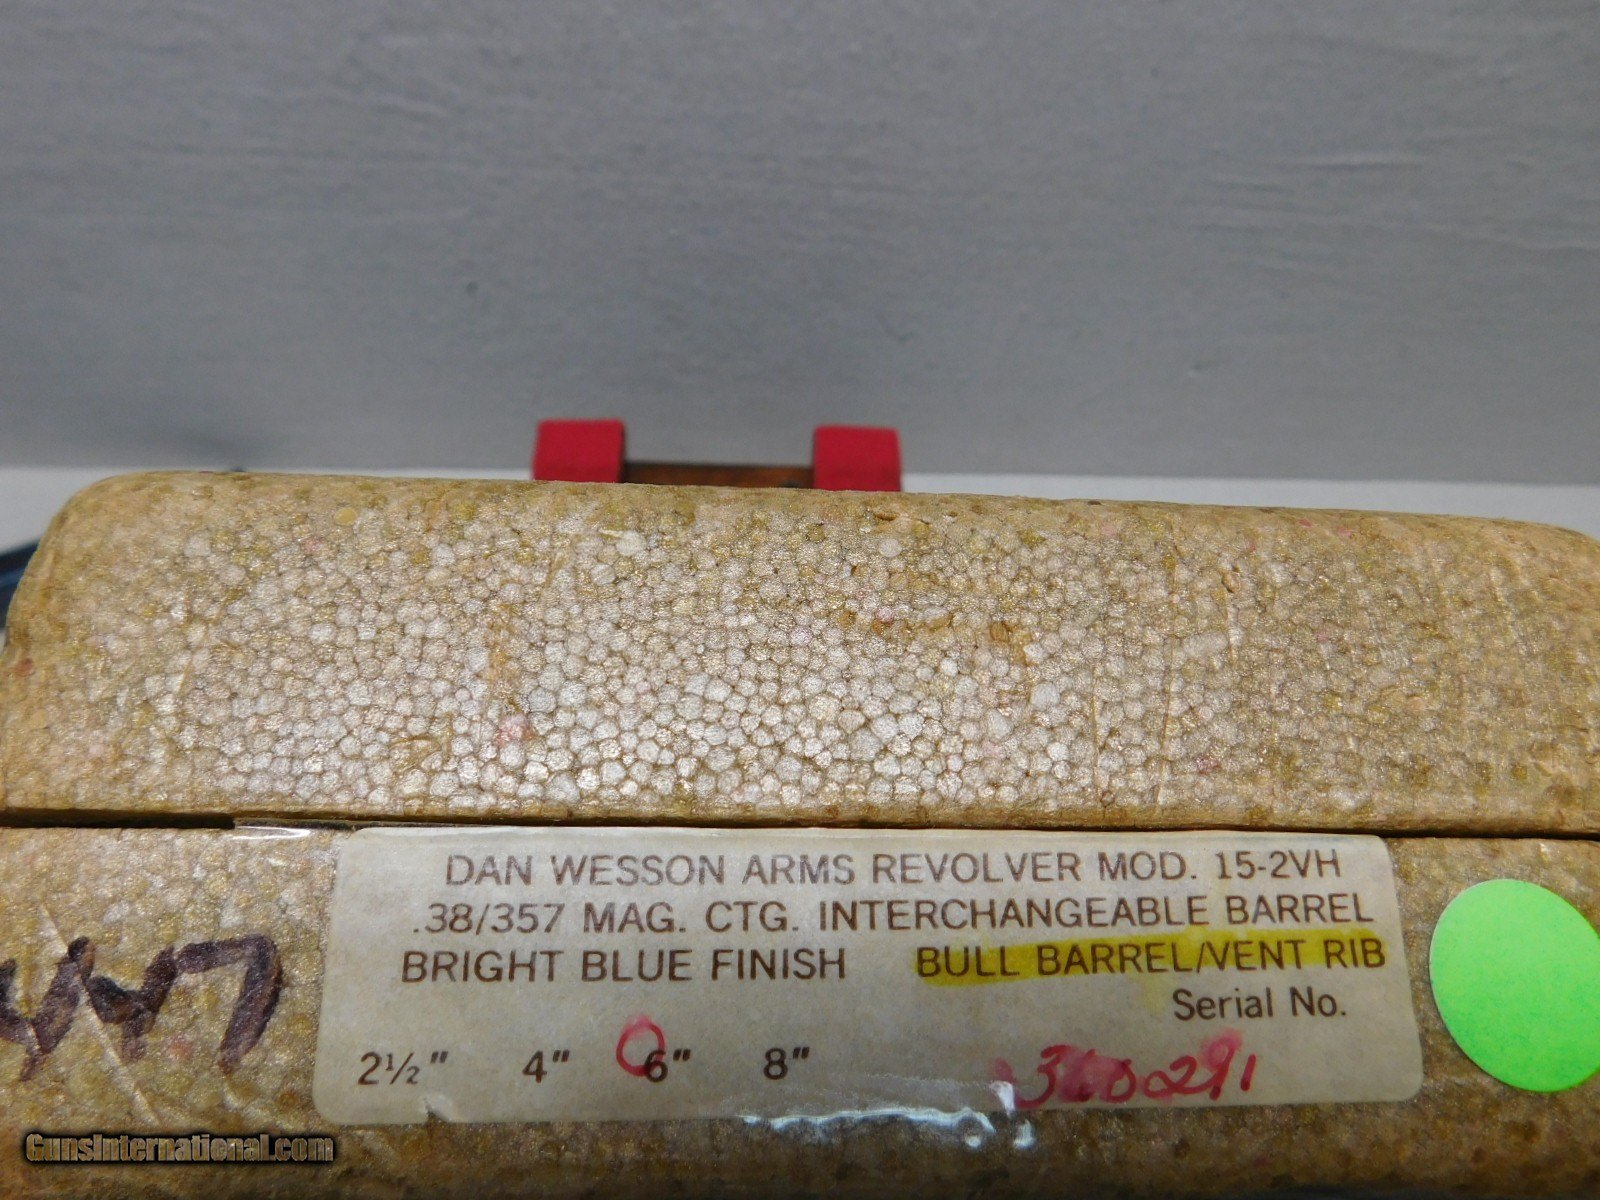 DAN WESSON ARMS REVOLVER MOD. 15-2VH
.38/357 MAG. CTG. INTERCHANGEABLE BARREL
BRIGHT BLUE FINISH BULL BARREL/VENT RIB
Serial No.
2½" 4" 6" 8"
447
GunsInternational.com